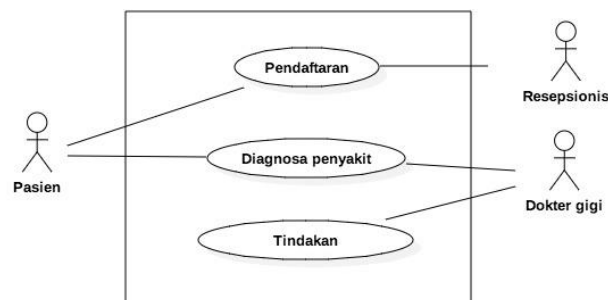 Pendaftaran
Resepsionis
Pasien
Diagnosa penyakit
Dokter gigi
Tindakan